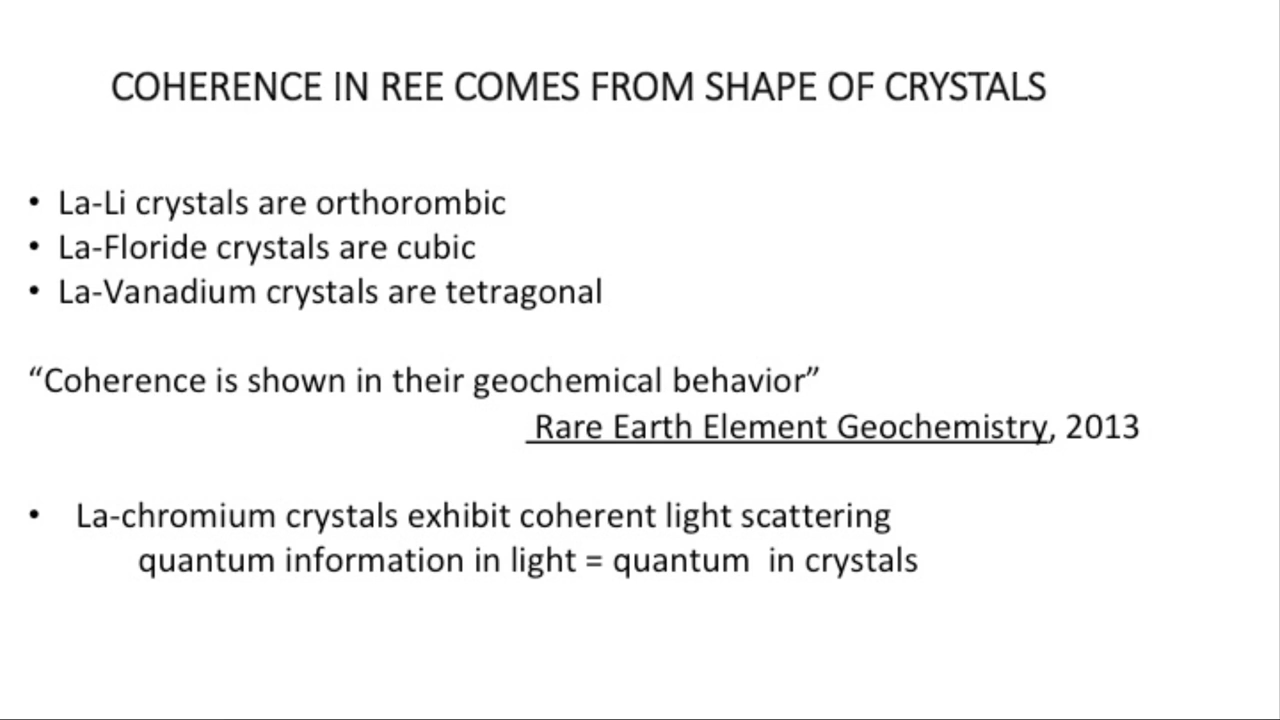 COHERENCE IN REE COMES FROM SHAPE OF CRYSTALS
• La-Li crystals are orthorombic
• La-Floride crystals are cubic
• La-Vanadium crystals are tetragonal
“Coherence is shown in their geochemical behavior”
Rare Earth Element Geochemistry, 2013
• La-chromium crystals exhibit coherent light scattering
quantum information in light = quantum in crystals